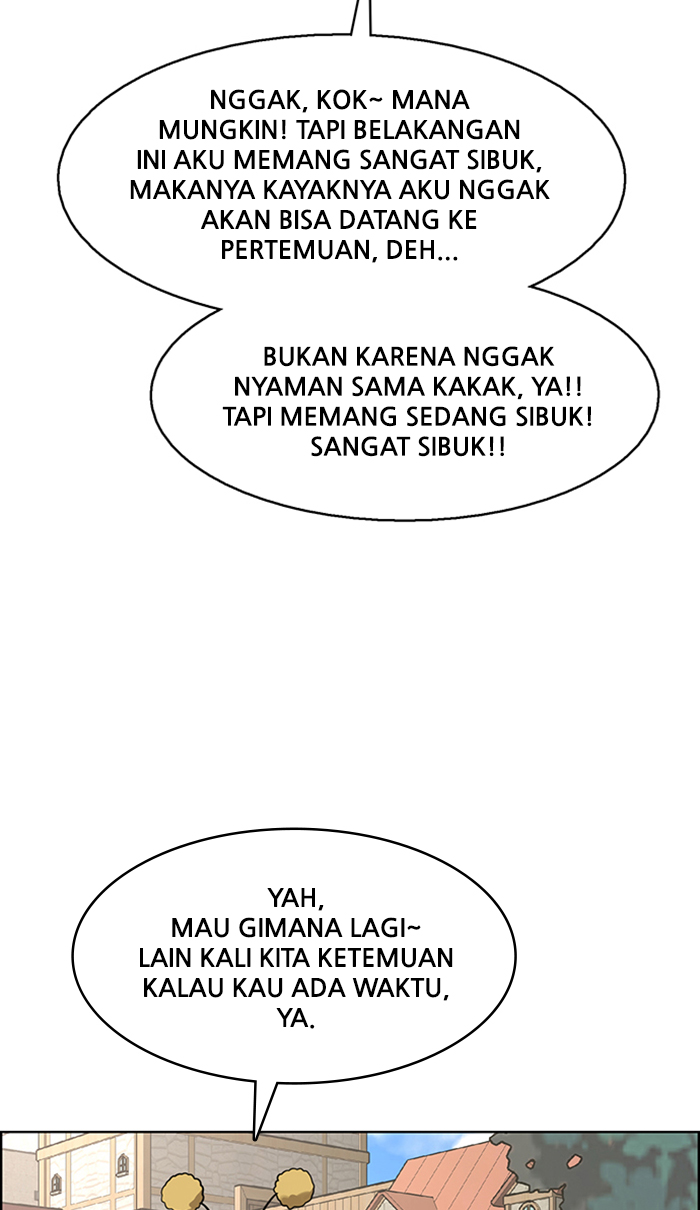 NGGAK, KOK~ MANA
MUNGKIN! TAPI BELAKANGAN
INI AKU MEMANG SANGAT SIBUK,
MAKANYA KAYAKNYA AKU NGGAK
AKAN BISA DATANG KE
PERTEMUAN, DEH...
BUKAN KARENA NGGAK
NYAMAN SAMA KAKAK, YA!!
TAPI MEMANG SEDANG SIBUK!
SANGAT SIBUK!!
YAH,
MAU GIMANA LAGI~
LAIN KALI KITA KETEMUAN
KALAU KAU ADA WAKTU,
YA.